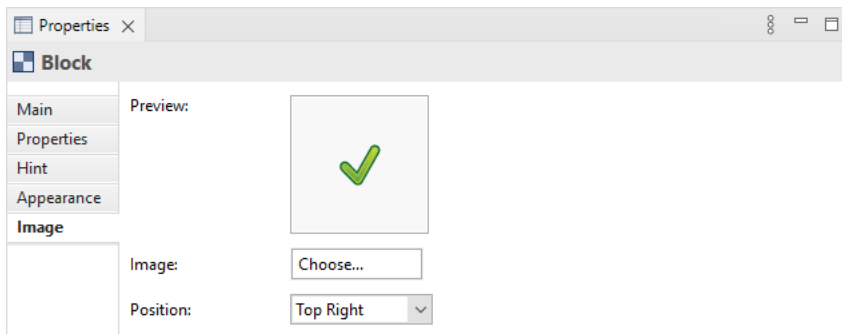 Properties
Block
Main
Preview:
Properties
Hint
Appearance
Image
Image: Choose...
Position: Top Right